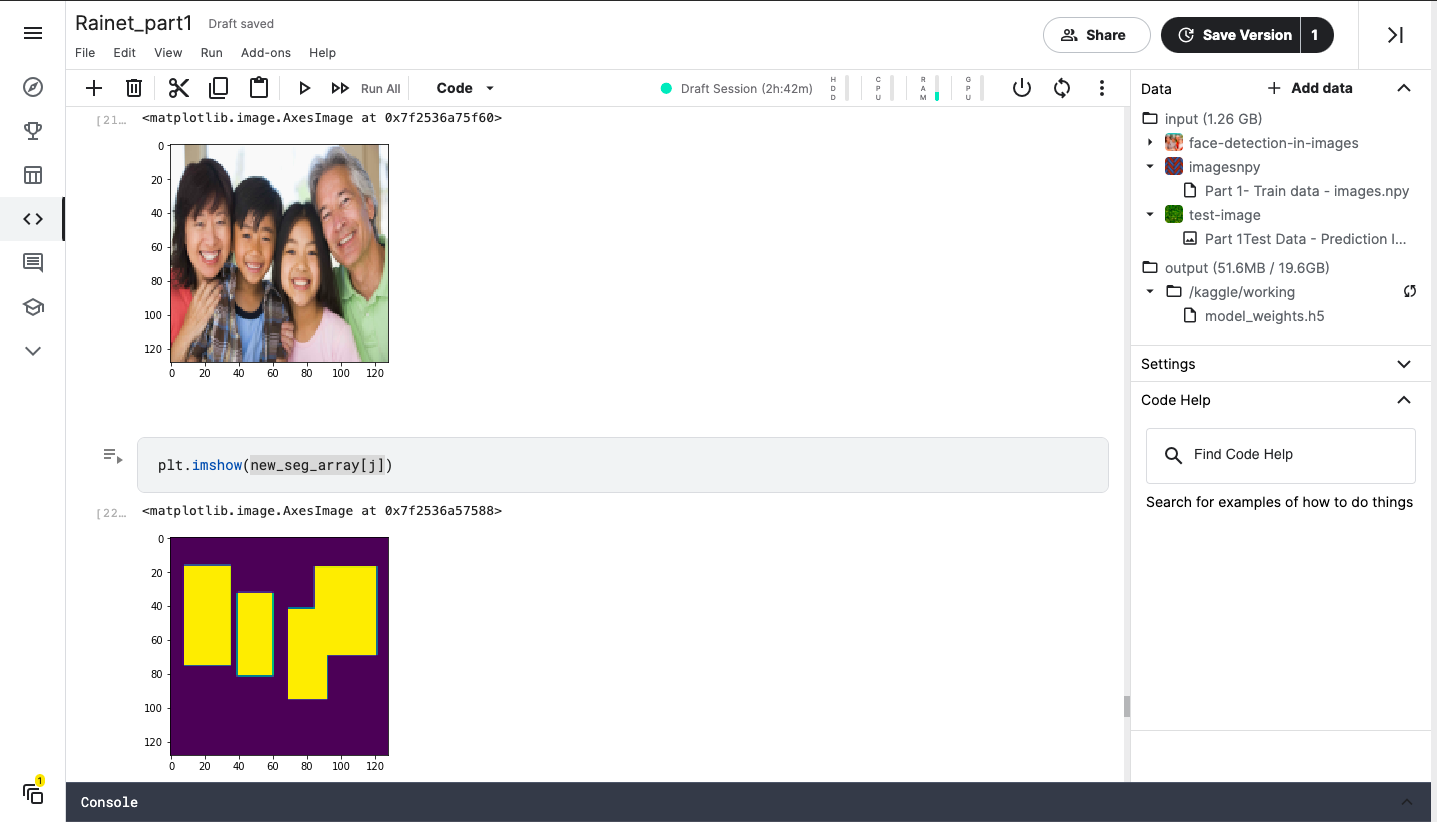 Rainet_part1 Draft saved
File Edit View Run Add-ons Help
Share
Save Version 1
Run All
Code
Draft Session (2h:42m)
HDD
CPU
RAM
GPU
[21…
<matplotlib.image.AxesImage at 0x7f2536a75f60>
0
20
40
60
80
100
120
0 20 40 60 80 100 120
plt.imshow(new_seg_array[j])
[22…
<matplotlib.image.AxesImage at 0x7f2536a57588>
0
20
40
60
80
100
120
0 20 40 60 80 100 120
Data
Add data
input (1.26 GB)
face-detection-in-images
imagesnpy
Part 1- Train data - images.npy
test-image
Part 1Test Data - Prediction I...
output (51.6MB / 19.6GB)
/kaggle/working
model_weights.h5
Settings
Code Help
Find Code Help
Search for examples of how to do things
1
Console